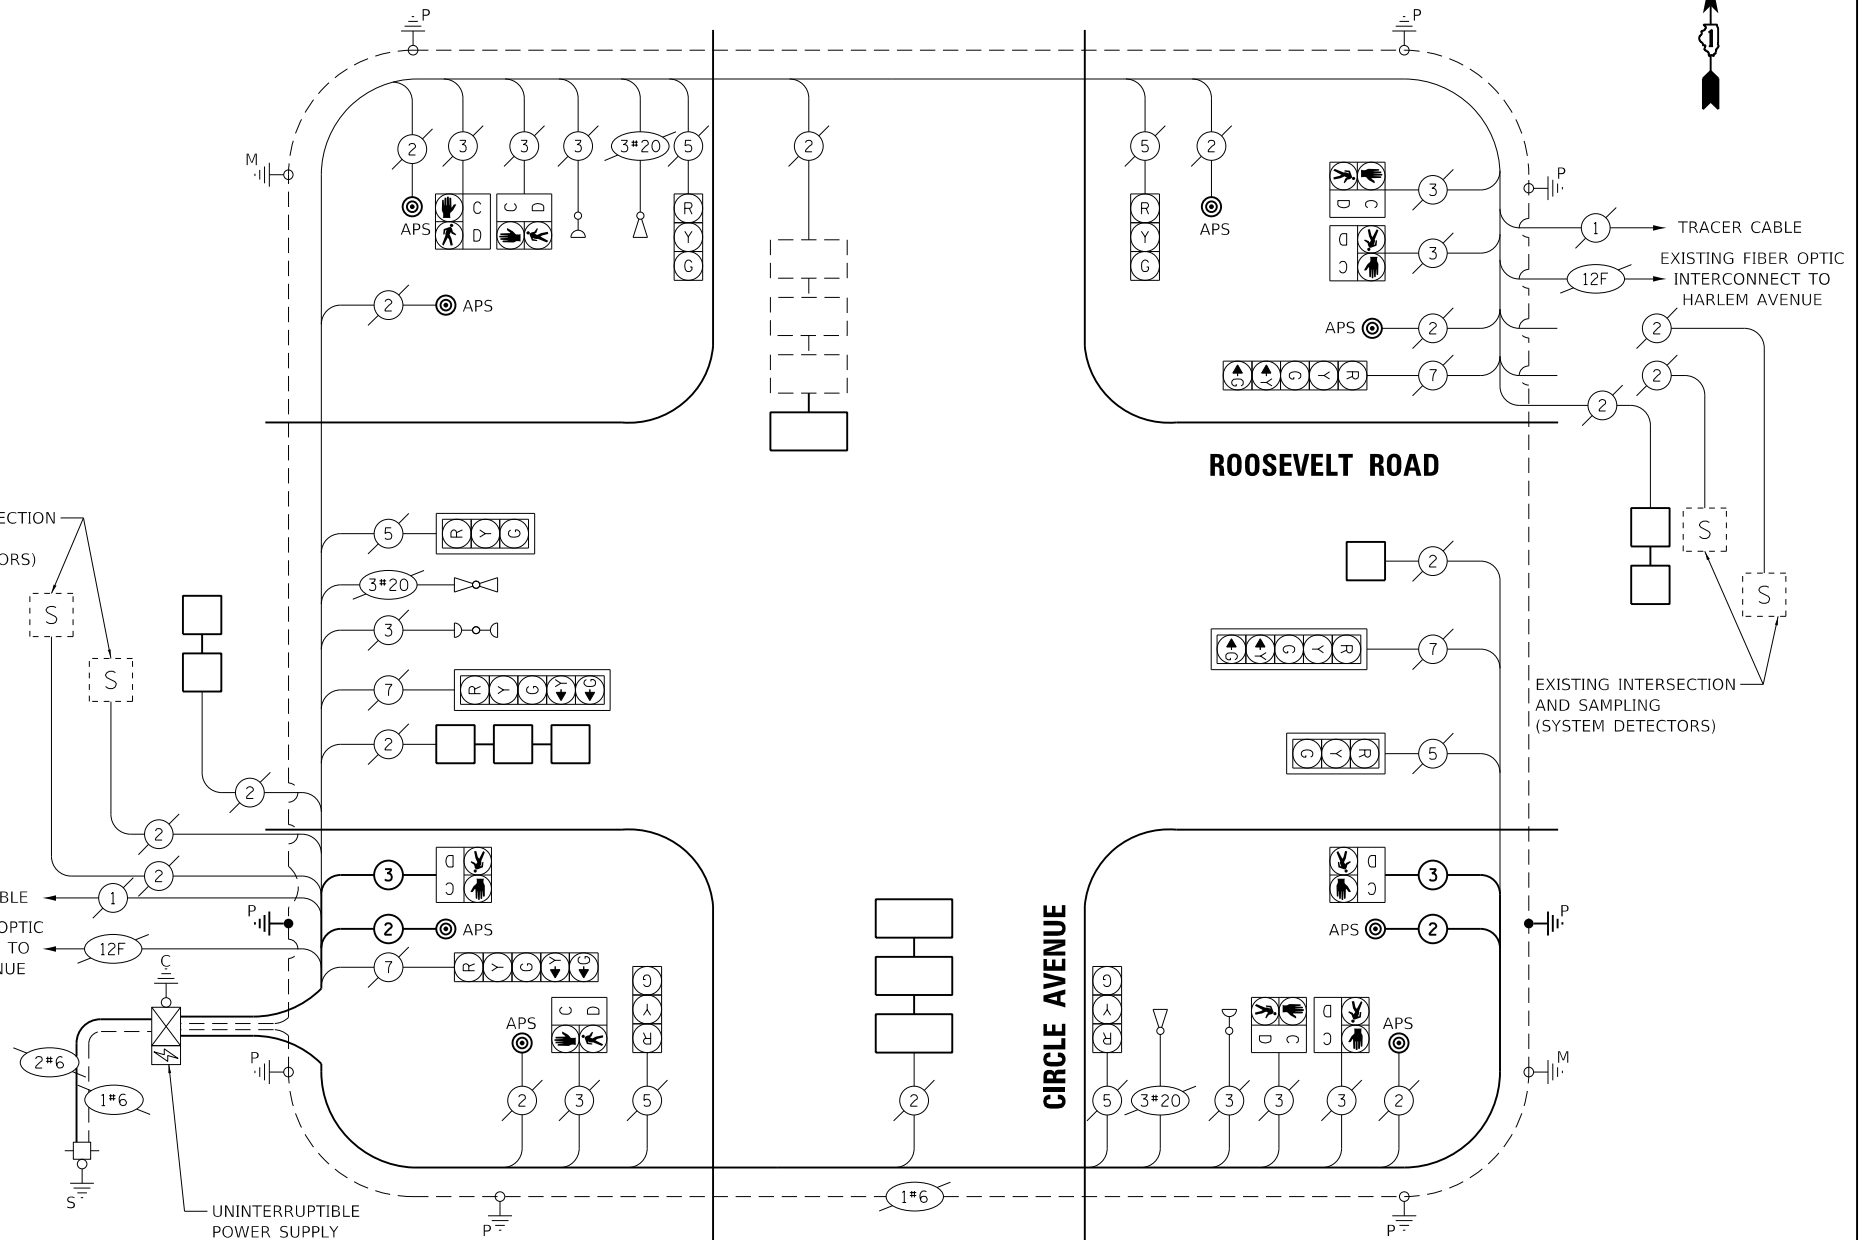 P
P
1
M
2
3
3
3
3#20
5
2
5
2
APS
C
D
C
D
R
Y
G
R
Y
G
APS
D
C
3
P
1
TRACER CABLE
D
C
3
12F
EXISTING FIBER OPTIC
INTERCONNECT TO
HARLEM AVENUE
2
APS
APS
2
2
G
Y
G
Y
R
7
2
2
ROOSEVELT ROAD
ECTION
ORS)
5
R
Y
G
3#20
3
2
S
S
S
S
7
R
Y
G
Y
G
G
Y
G
Y
R
7
EXISTING INTERSECTION
AND SAMPLING
(SYSTEM DETECTORS)
2
G
Y
R
5
2
2
2
3
D
C
D
C
3
BLE
1
P
2
APS
APS
2
P
OPTIC
TO
NUE
12F
7
R
Y
G
Y
G
C
CIRCLE AVENUE
APS
C
D
G
Y
R
G
Y
R
D
C
D
C
APS
2#6
1#6
P
2
3
5
2
5
3#20
3
3
3
2
M
S
UNINTERRUPTIBLE
POWER SUPPLY
P
1#6
P